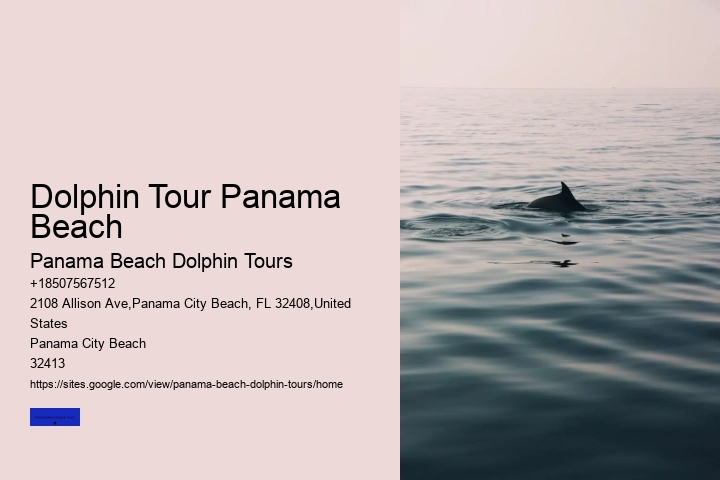 Dolphin Tour Panama
Beach
Panama Beach Dolphin Tours
+18507567512
2108 Allison Ave,Panama City Beach, FL 32408,United
States
Panama City Beach
32413
https://sites.google.com/view/panama-beach-dolphin-tours/home